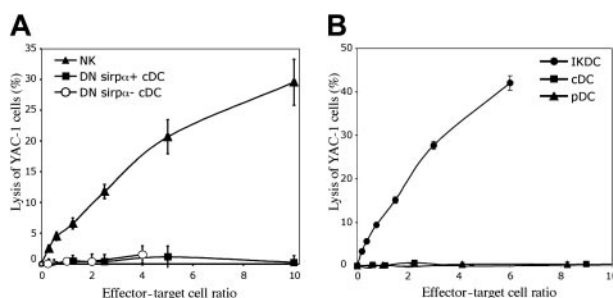 A
NK
DN sirpα+ cDC
DN sirpα- cDC
Lysis of YAC-1 cells (%)
35
30
25
20
15
10
5
0
0 2 4 6 8 10
Effector-target cell ratio
B
IKDC
cDC
pDC
Lysis of YAC-1 cells (%)
50
40
30
20
10
0
0 2 4 6 8
Effector-target cell ratio